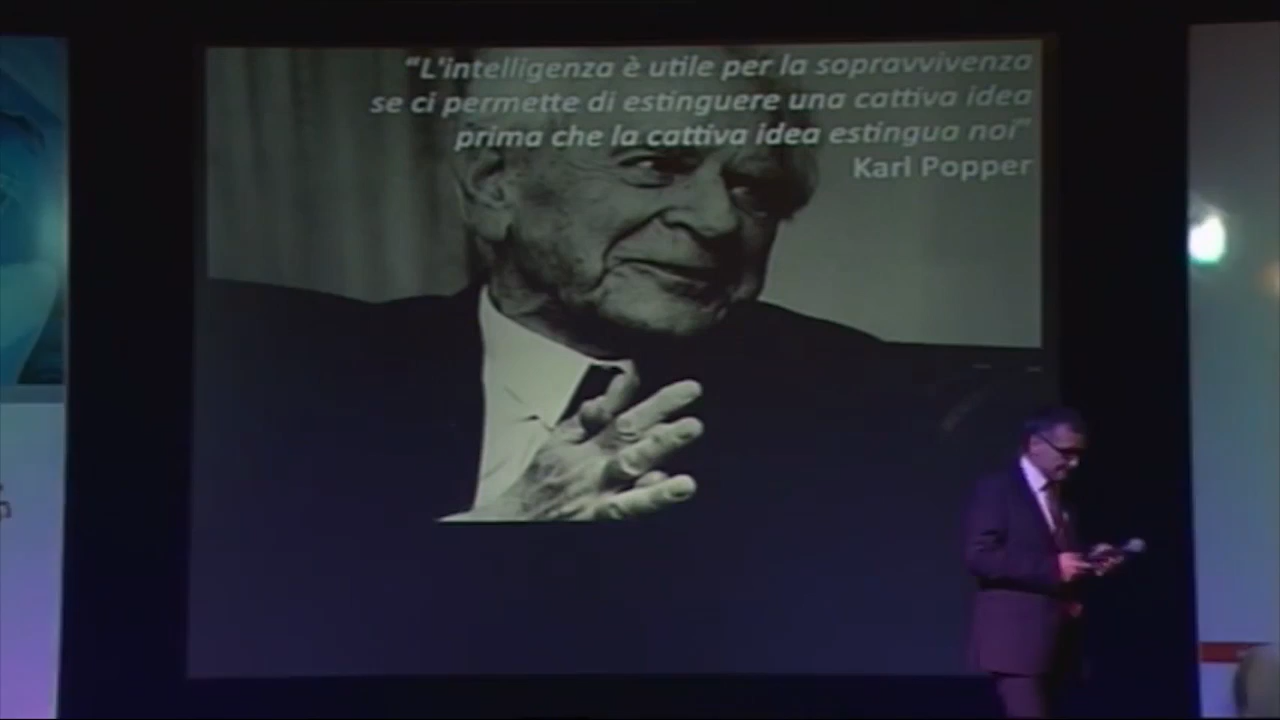 “L'intelligenza è utile per la sopravvivenza
se ci permette di estinguere una cattiva idea
prima che la cattiva idea estingua noi”
Karl Popper